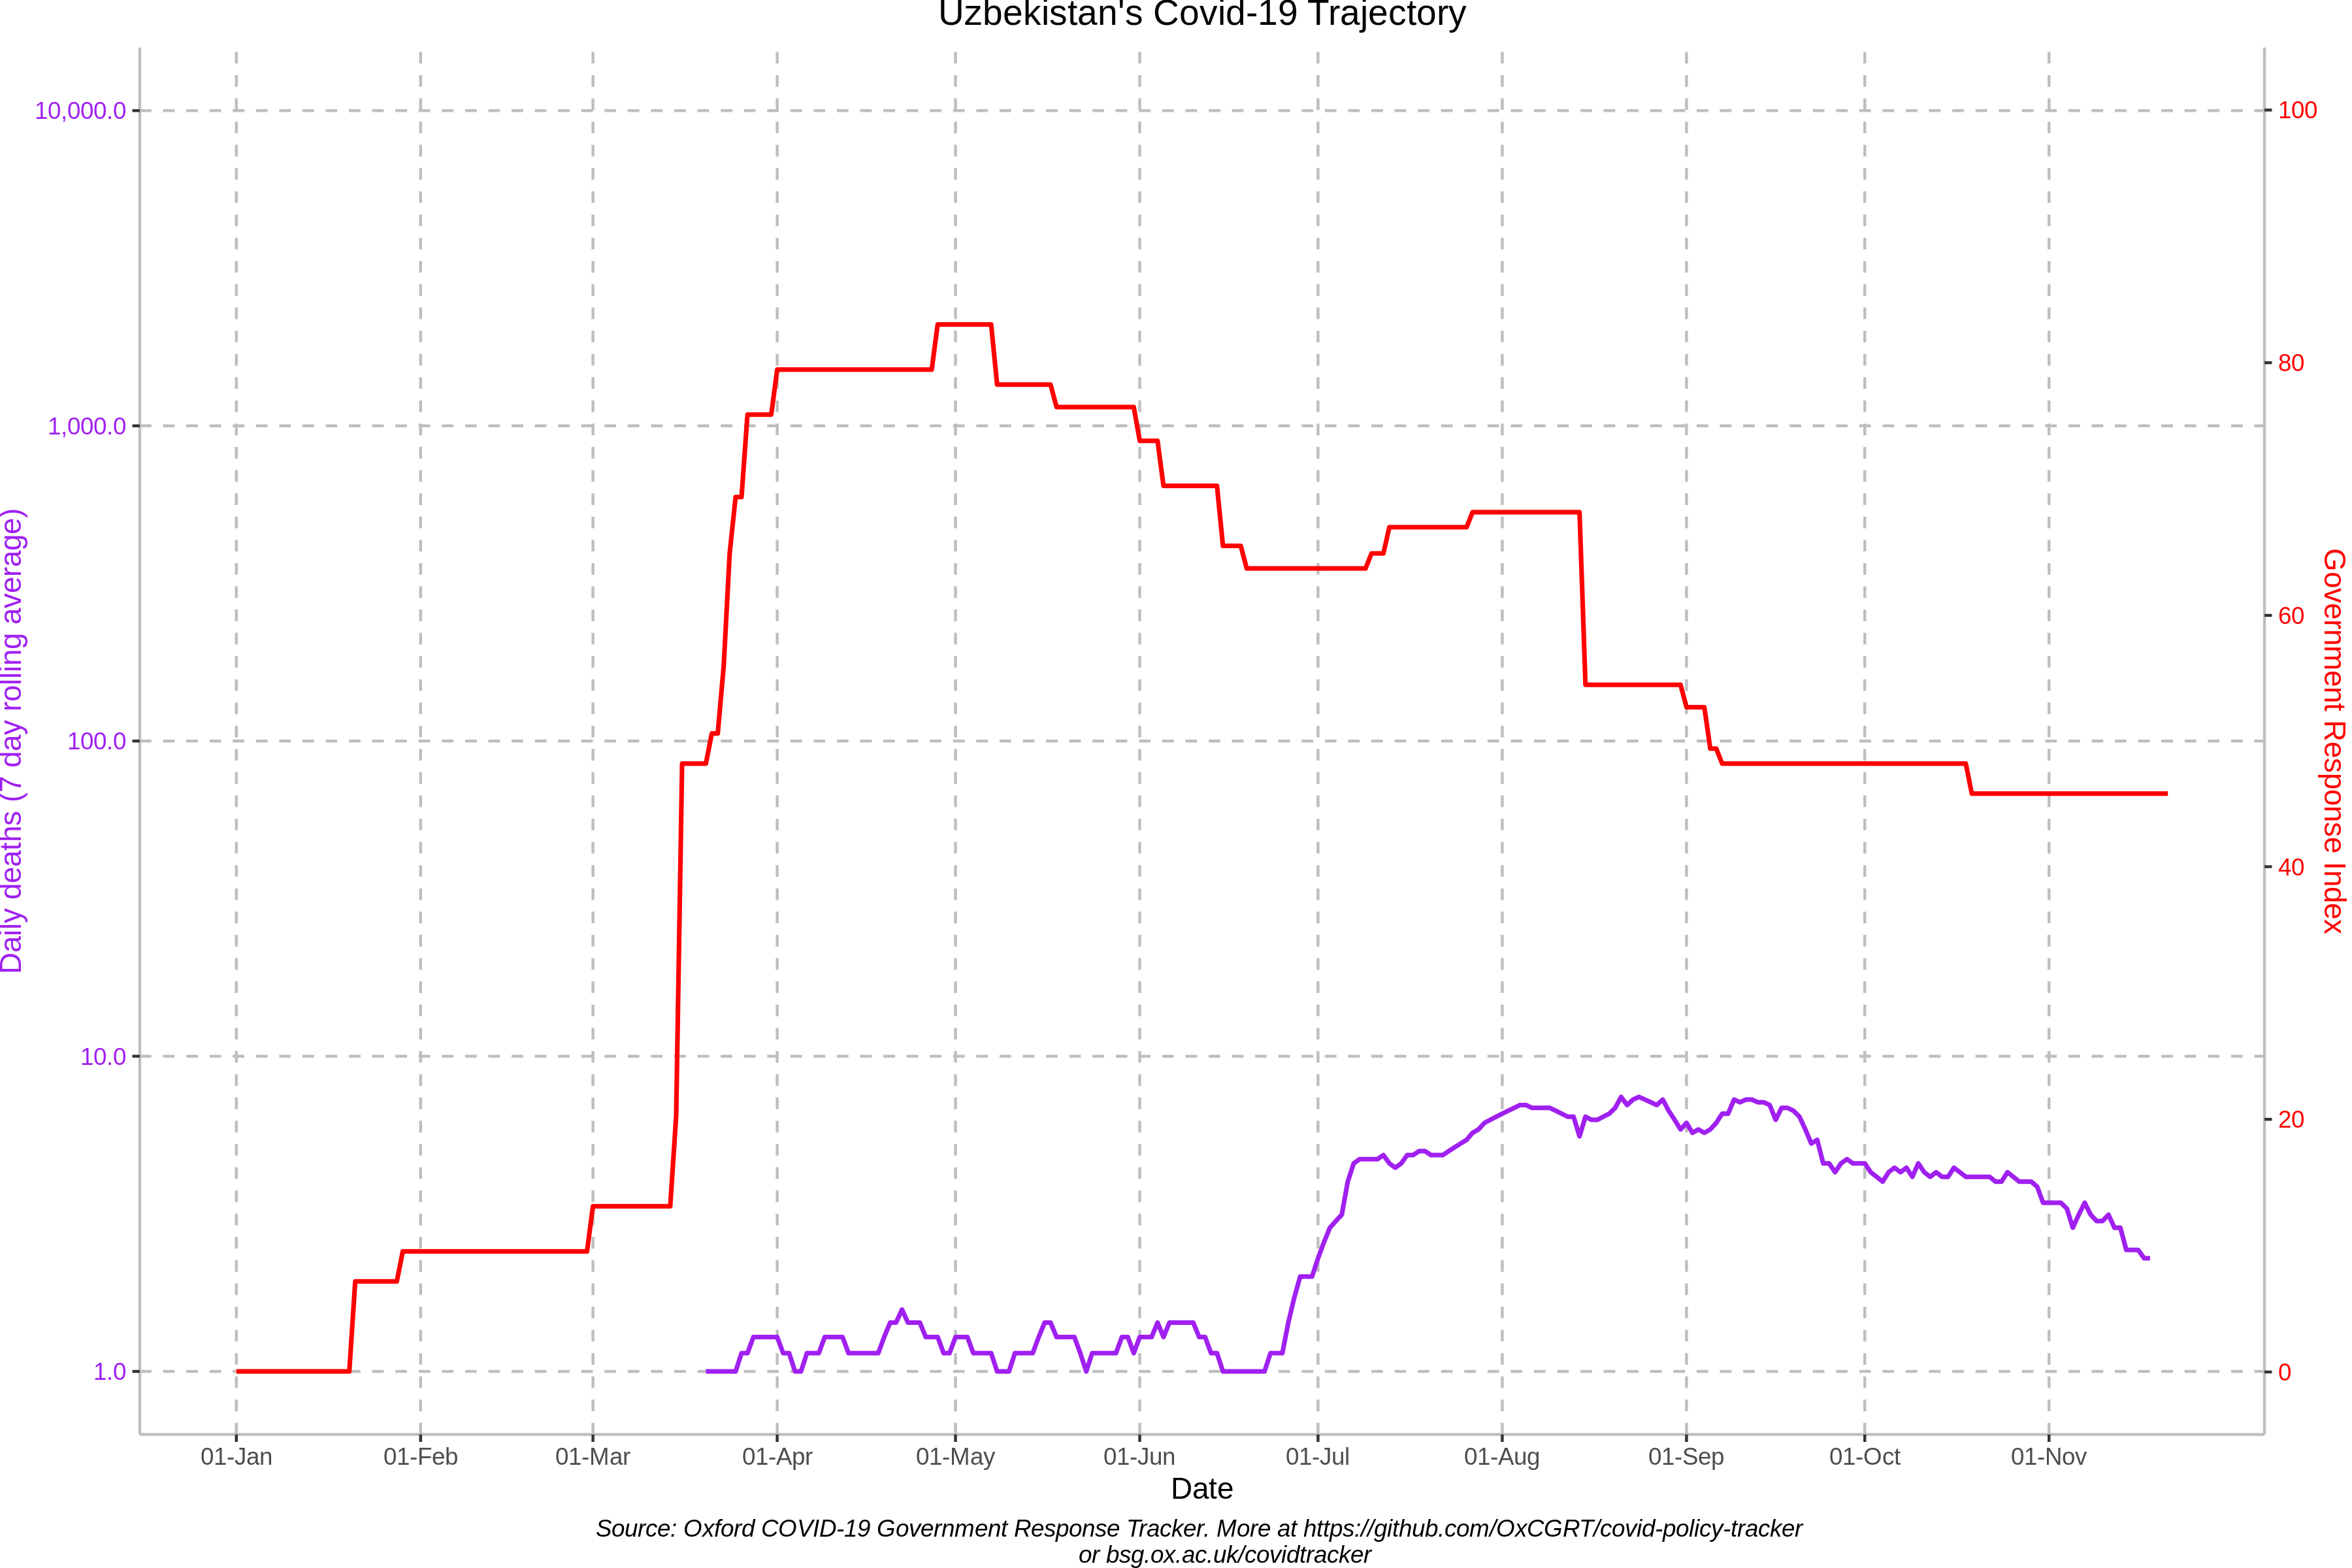 Uzbekistan's Covid-19 Trajectory
10,000.0
1,000.0
100.0
10.0
1.0
Daily deaths (7 day rolling average)
100
80
60
40
20
0
Government Response Index
01-Jan
01-Feb
01-Mar
01-Apr
01-May
01-Jun
01-Jul
01-Aug
01-Sep
01-Oct
01-Nov
Date
Source: Oxford COVID-19 Government Response Tracker. More at https://github.com/OxCGRT/covid-policy-tracker
or bsg.ox.ac.uk/covidtracker